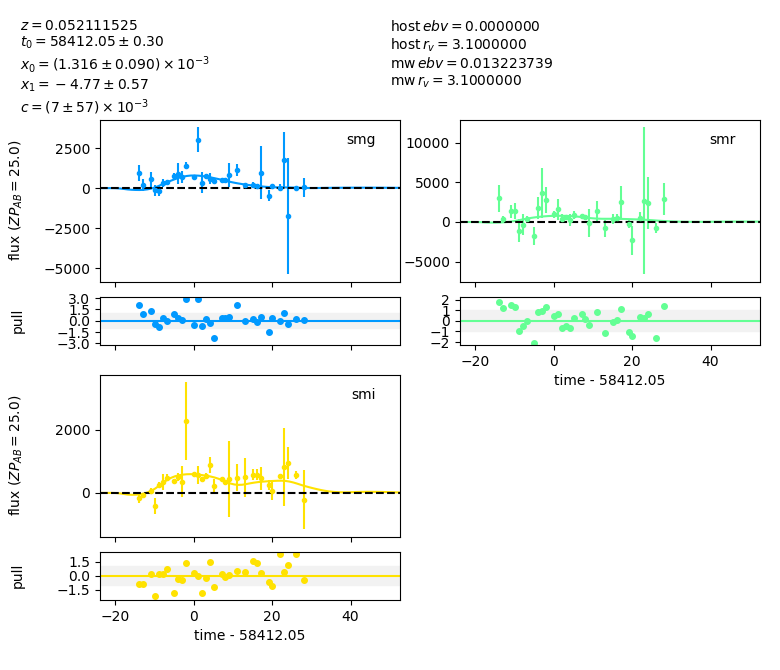 z = 0.052111525
t₀ = 58412.05 ± 0.30
x₀ = (1.316 ± 0.090) × 10⁻³
x₁ = −4.77 ± 0.57
c = (7 ± 57) × 10⁻³
host ebv = 0.0000000
host r_v = 3.1000000
mw ebv = 0.013223739
mw r_v = 3.1000000
flux (ZP_AB = 25.0)
2500
0
−2500
−5000
smg
10000
5000
0
−5000
smr
pull
3.0
1.5
0.0
−1.5
−3.0
2
1
0
−1
−2
−20 0 20 40
time - 58412.05
flux (ZP_AB = 25.0)
2000
0
smi
pull
1.5
0.0
−1.5
−20 0 20 40
time - 58412.05